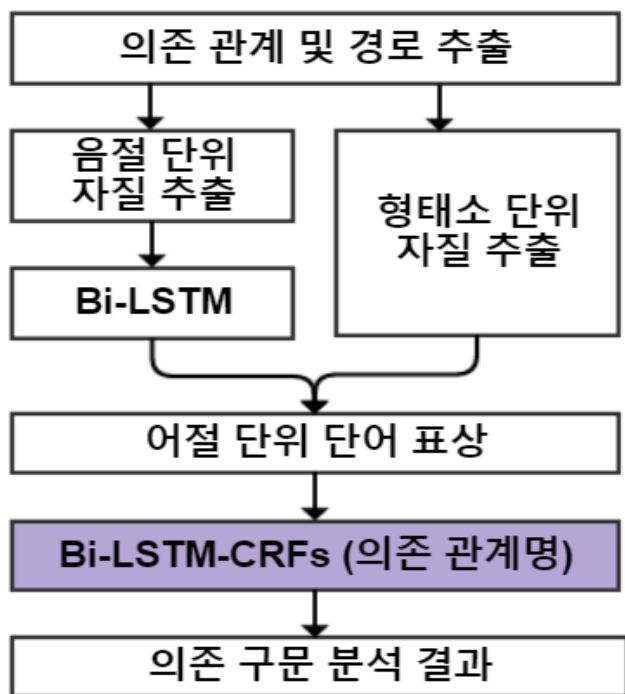 의존 관계 및 경로 추출
음절 단위
자질 추출
형태소 단위
자질 추출
Bi-LSTM
어절 단위 단어 표상
Bi-LSTM-CRFs (의존 관계명)
의존 구문 분석 결과